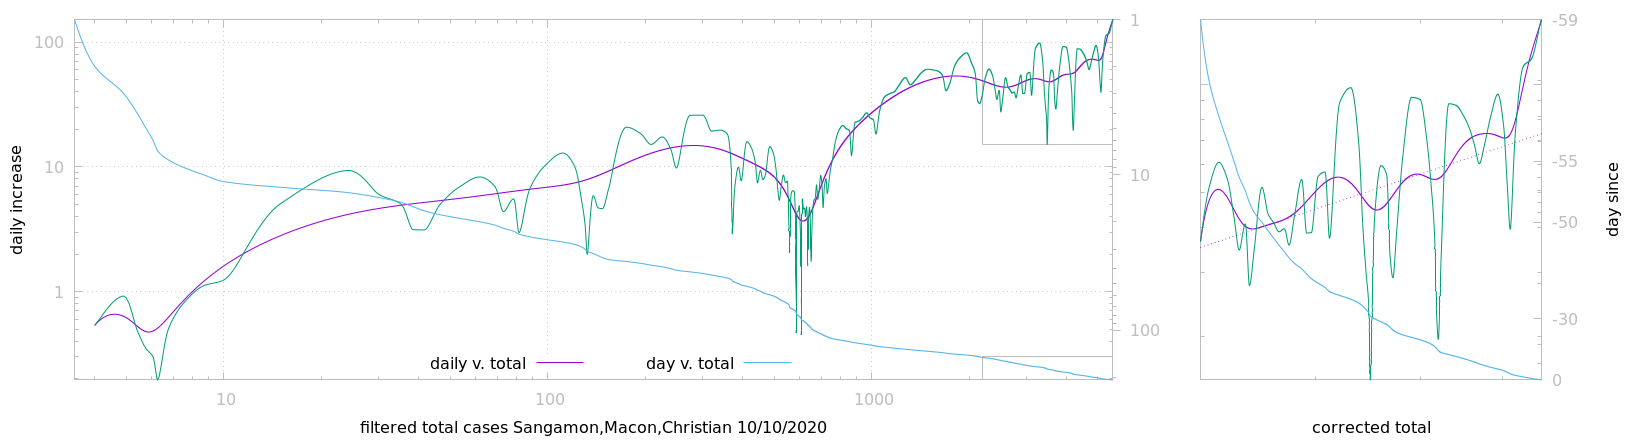 100
10
1
daily increase
1
10
100
-59
-55
-50
-30
0
day since
daily v. total
day v. total
10
100
1000
filtered total cases Sangamon,Macon,Christian 10/10/2020
corrected total